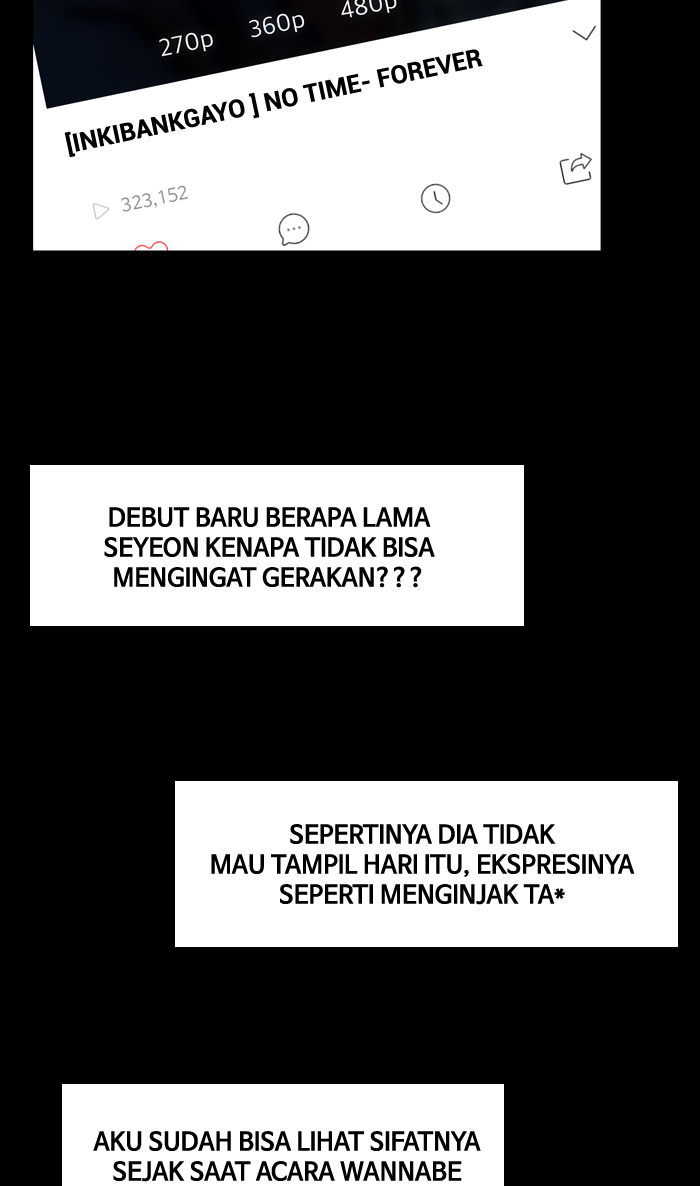 270p 360p 480p
[INKIBANKGAYO ] NO TIME- FOREVER
323,152
DEBUT BARU BERAPA LAMA
SEYEON KENAPA TIDAK BISA
MENGINGAT GERAKAN???
SEPERTINYA DIA TIDAK
MAU TAMPIL HARI ITU, EKSPRESINYA
SEPERTI MENGINJAK TA*
AKU SUDAH BISA LIHAT SIFATNYA
SEJAK SAAT ACARA WANNABE